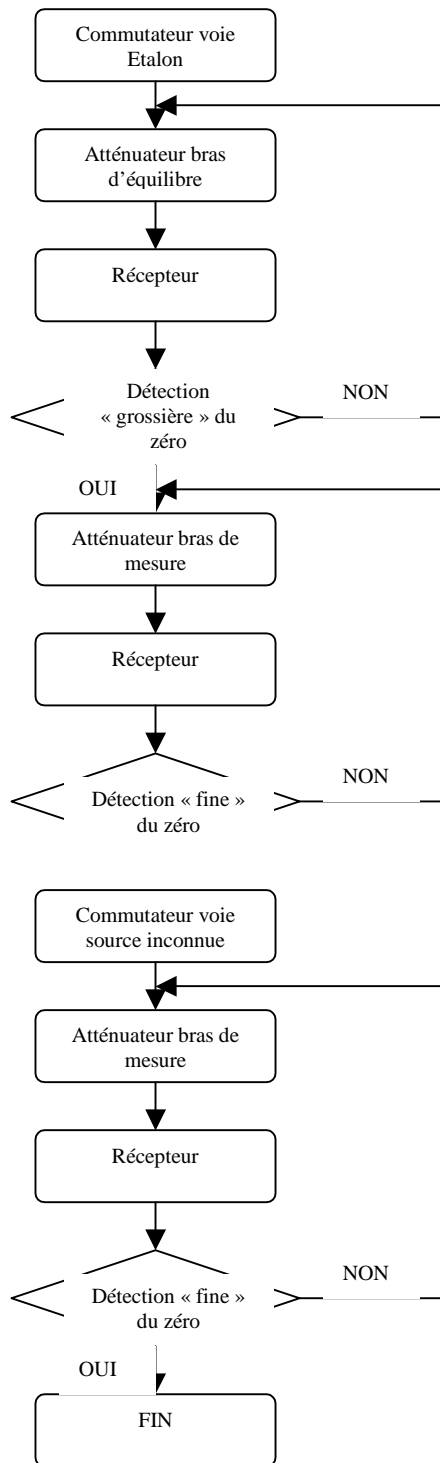 Commutateur voie
Etalon
Atténuateur bras
d'équilibre
Récepteur
Détection
« grossière » du
zéro
NON
OUI
Atténuateur bras de
mesure
Récepteur
Détection « fine »
du zéro
NON
Commutateur voie
source inconnue
Atténuateur bras de
mesure
Récepteur
Détection « fine »
du zéro
NON
OUI
FIN